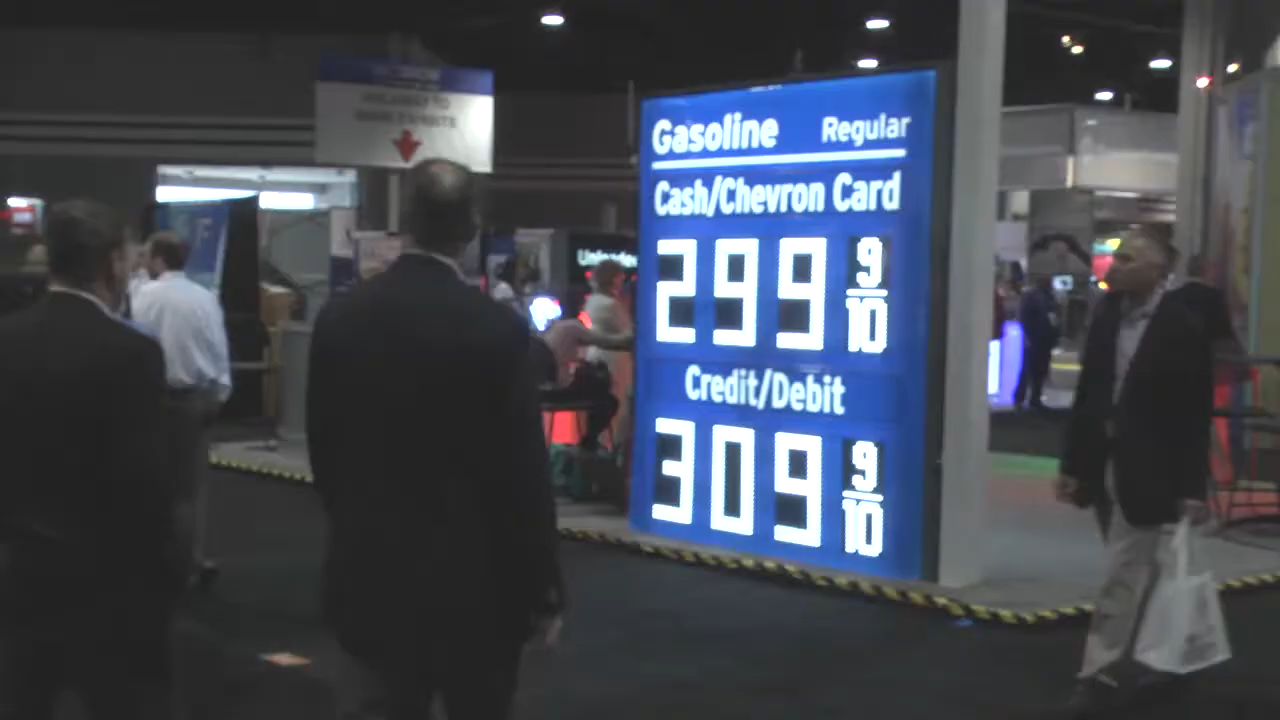 Gasoline Regular
Cash/Chevron Card
299 9/10
Credit/Debit
309 9/10